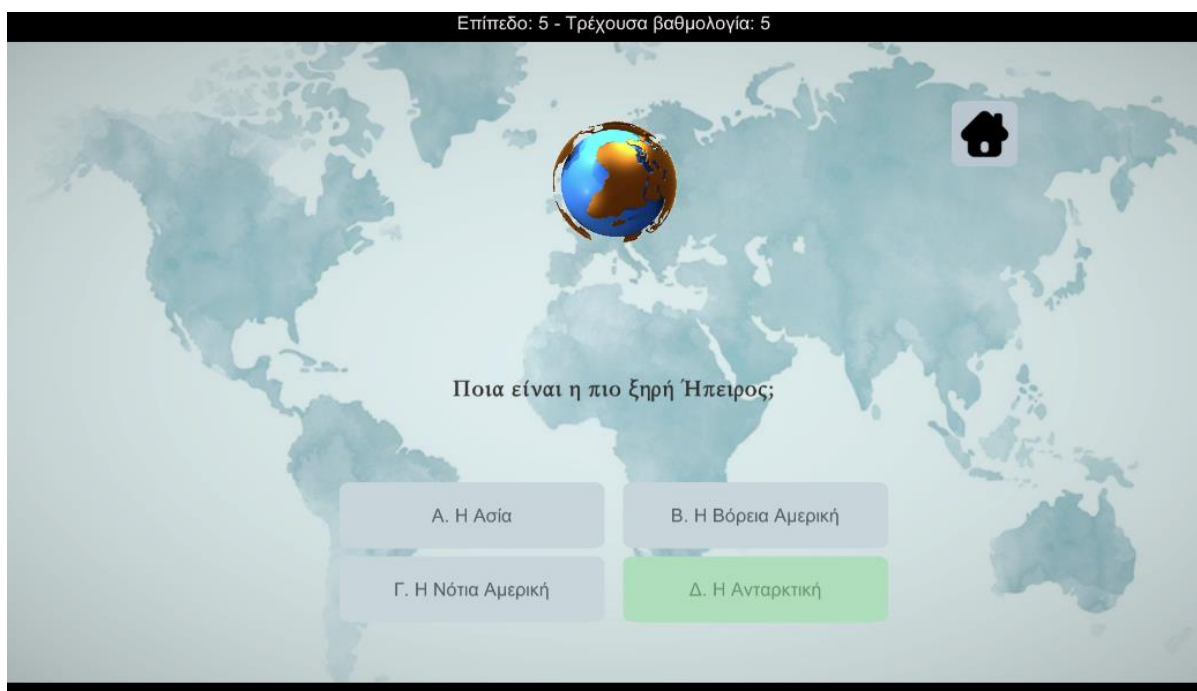 Επίπεδο: 5 - Τρέχουσα βαθμολογία: 5
Ποια είναι η πιο ξηρή Ήπειρος;
Α. Η Ασία
Β. Η Βόρεια Αμερική
Γ. Η Νότια Αμερική
Δ. Η Ανταρκτική